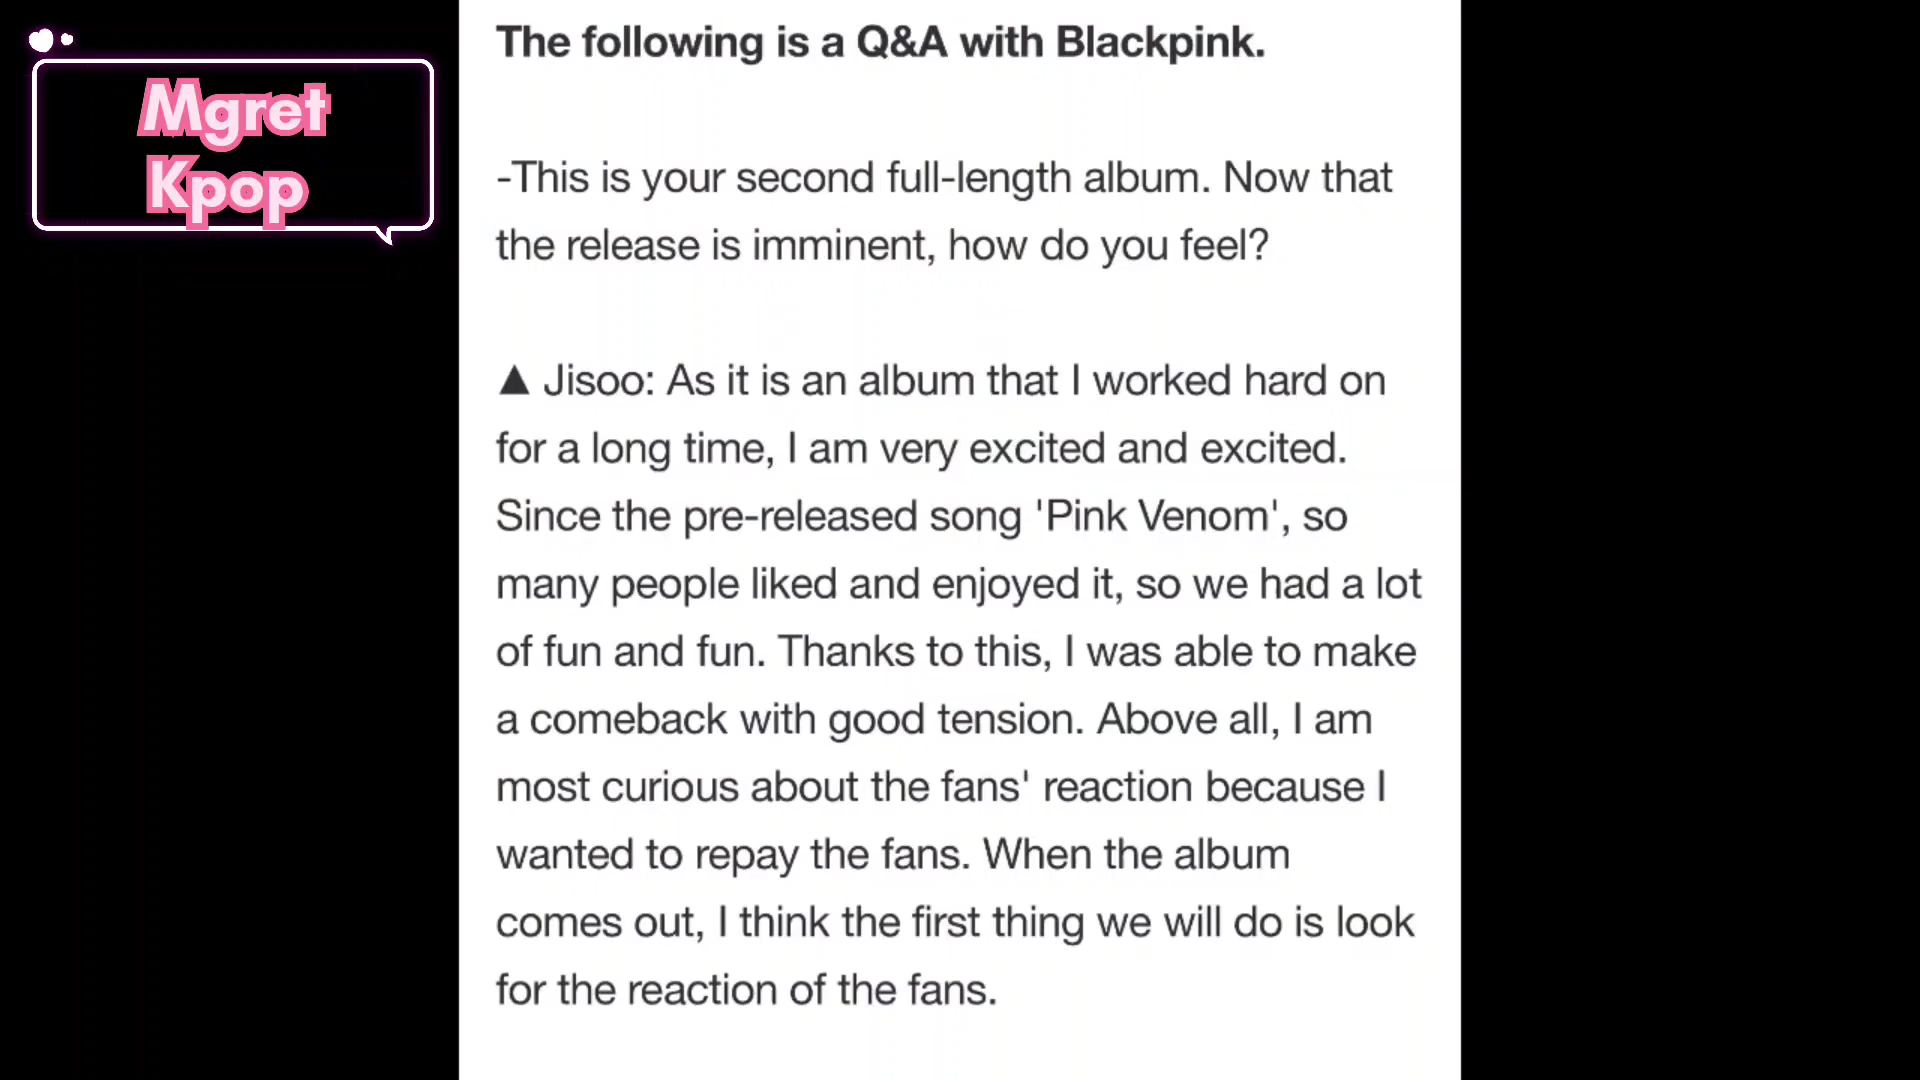 Mgret
Kpop
The following is a Q&A with Blackpink.
-This is your second full-length album. Now that
the release is imminent, how do you feel?
▲ Jisoo: As it is an album that I worked hard on
for a long time, I am very excited and excited.
Since the pre-released song 'Pink Venom', so
many people liked and enjoyed it, so we had a lot
of fun and fun. Thanks to this, I was able to make
a comeback with good tension. Above all, I am
most curious about the fans' reaction because I
wanted to repay the fans. When the album
comes out, I think the first thing we will do is look
for the reaction of the fans.